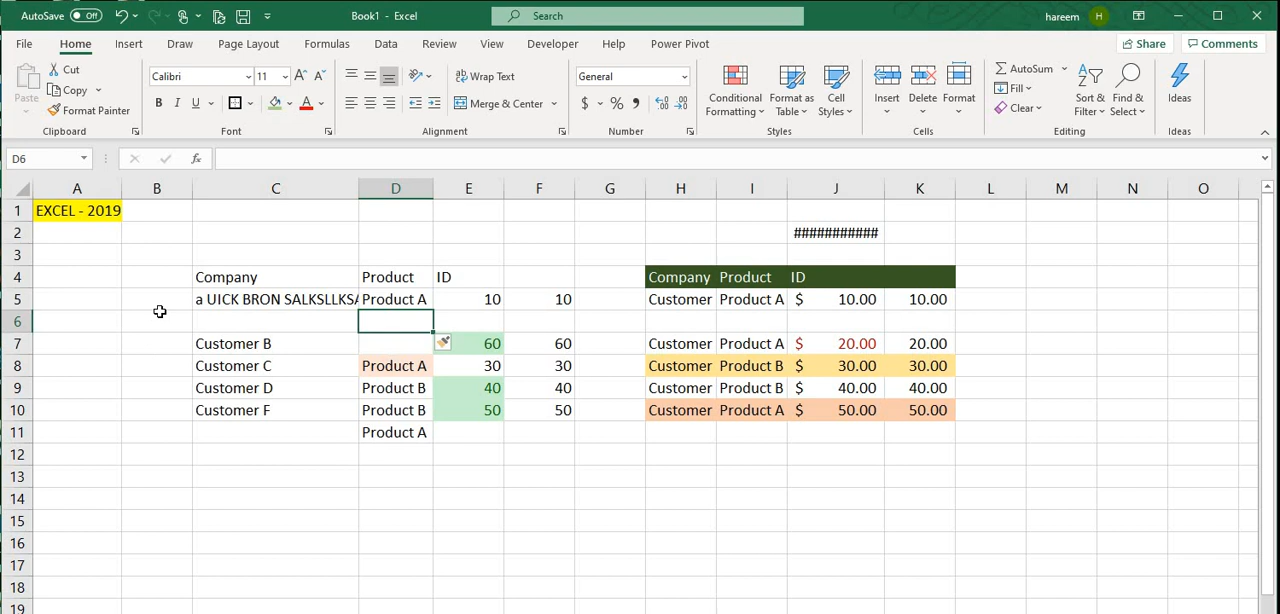 AutoSave Off Book1 - Excel Search hareem H
File Home Insert Draw Page Layout Formulas Data Review View Developer Help Power Pivot Share Comments
Paste Cut Copy Format Painter Clipboard
Calibri 11 A A B I U A Font
Wrap Text Merge & Center Alignment
General $ % Number
Conditional Formatting Format as Table Cell Styles Styles
Insert Delete Format Cells
AutoSum Fill Clear Sort & Filter Find & Select Editing
Ideas Ideas
D6 fx
A B C D E F G H I J K L M N O
1 EXCEL - 2019
2 ###########
3
4 Company Product ID Company Product ID
5 a UICK BRON SALKSLLKSA Product A 10 10 Customer Product A $ 10.00 10.00
6
7 Customer B 60 60 Customer Product A $ 20.00 20.00
8 Customer C Product A 30 30 Customer Product B $ 30.00 30.00
9 Customer D Product B 40 40 Customer Product B $ 40.00 40.00
10 Customer F Product B 50 50 Customer Product A $ 50.00 50.00
11 Product A
12
13
14
15
16
17
18
19